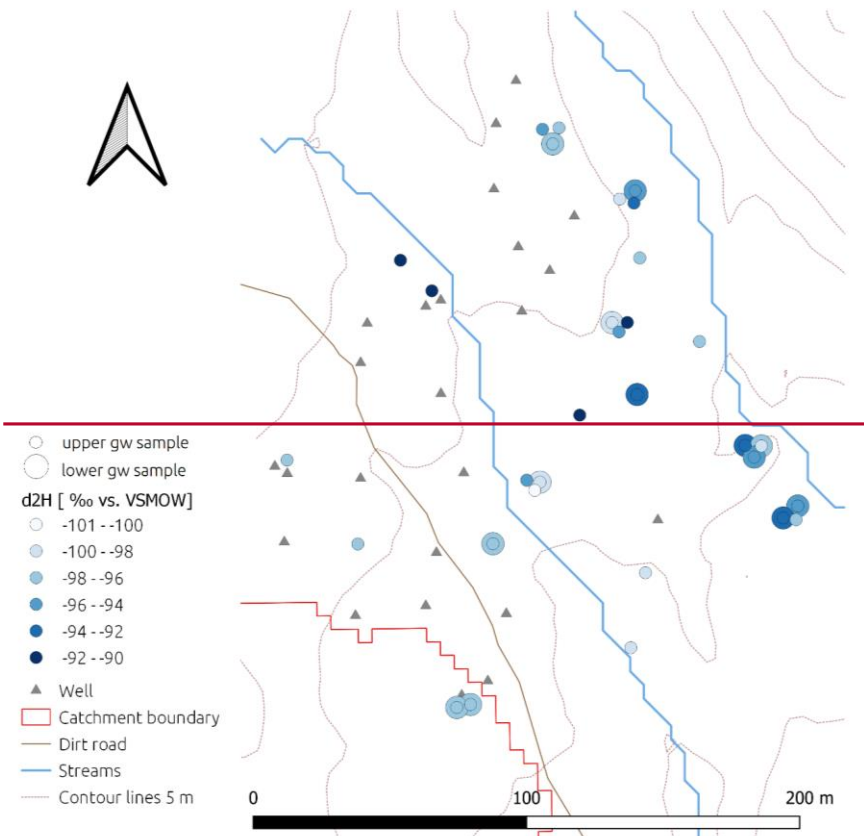 upper gw sample
lower gw sample
d2H [ ‰ vs. VSMOW]
-101 - -100
-100 - -98
-98 - -96
-96 - -94
-94 - -92
-92 - -90
Well
Catchment boundary
Dirt road
Streams
Contour lines 5 m
0 100 200 m